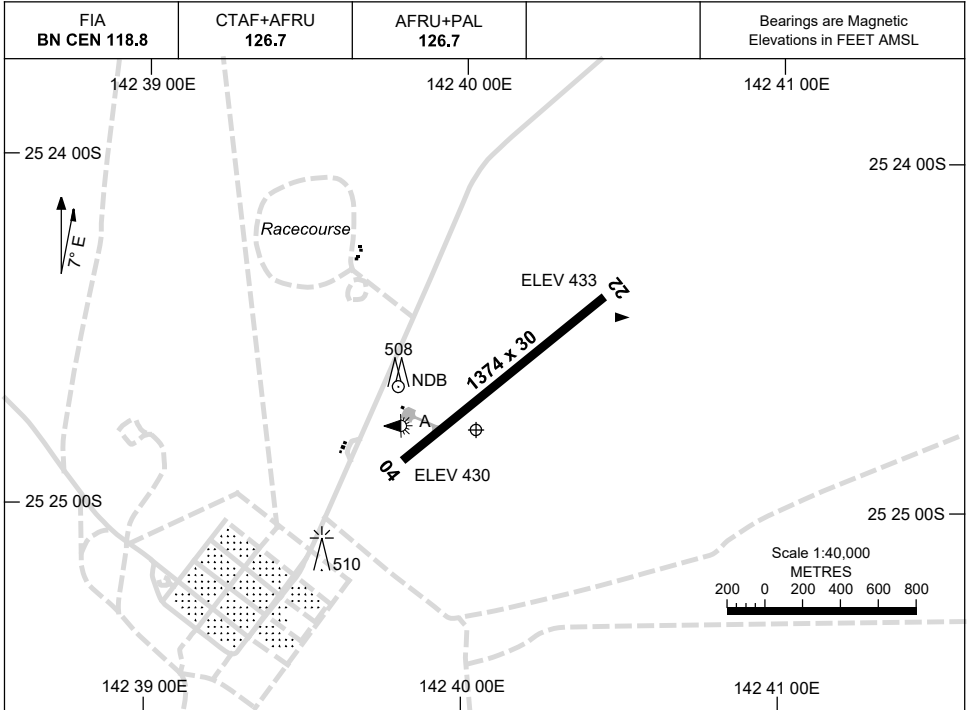 FIA
BN CEN 118.8
CTAF+AFRU
126.7
AFRU+PAL
126.7
Bearings are Magnetic
Elevations in FEET AMSL
142 39 00E
142 40 00E
142 41 00E
25 24 00S
25 24 00S
7° E
Racecourse
ELEV 433
22
1374 x 30
508
NDB
A
04
ELEV 430
25 25 00S
25 25 00S
510
Scale 1:40,000
METRES
200 0 200 400 600 800
142 39 00E
142 40 00E
142 41 00E